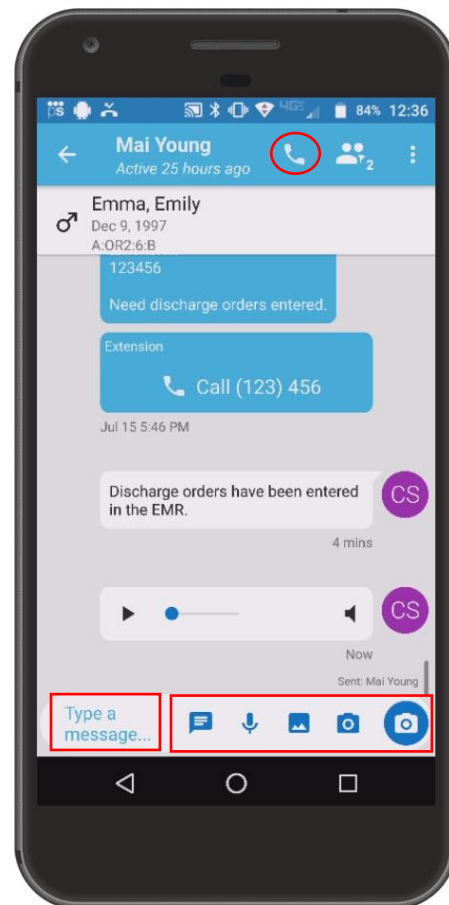 84% 12:36
Mai Young
Active 25 hours ago
2
Emma, Emily
Dec 9, 1997
A:OR2:6:B
123456
Need discharge orders entered.
Extension
Call (123) 456
Jul 15 5:46 PM
Discharge orders have been entered
in the EMR.
CS
4 mins
CS
Now
Sent: Mai Young
Type a
message...